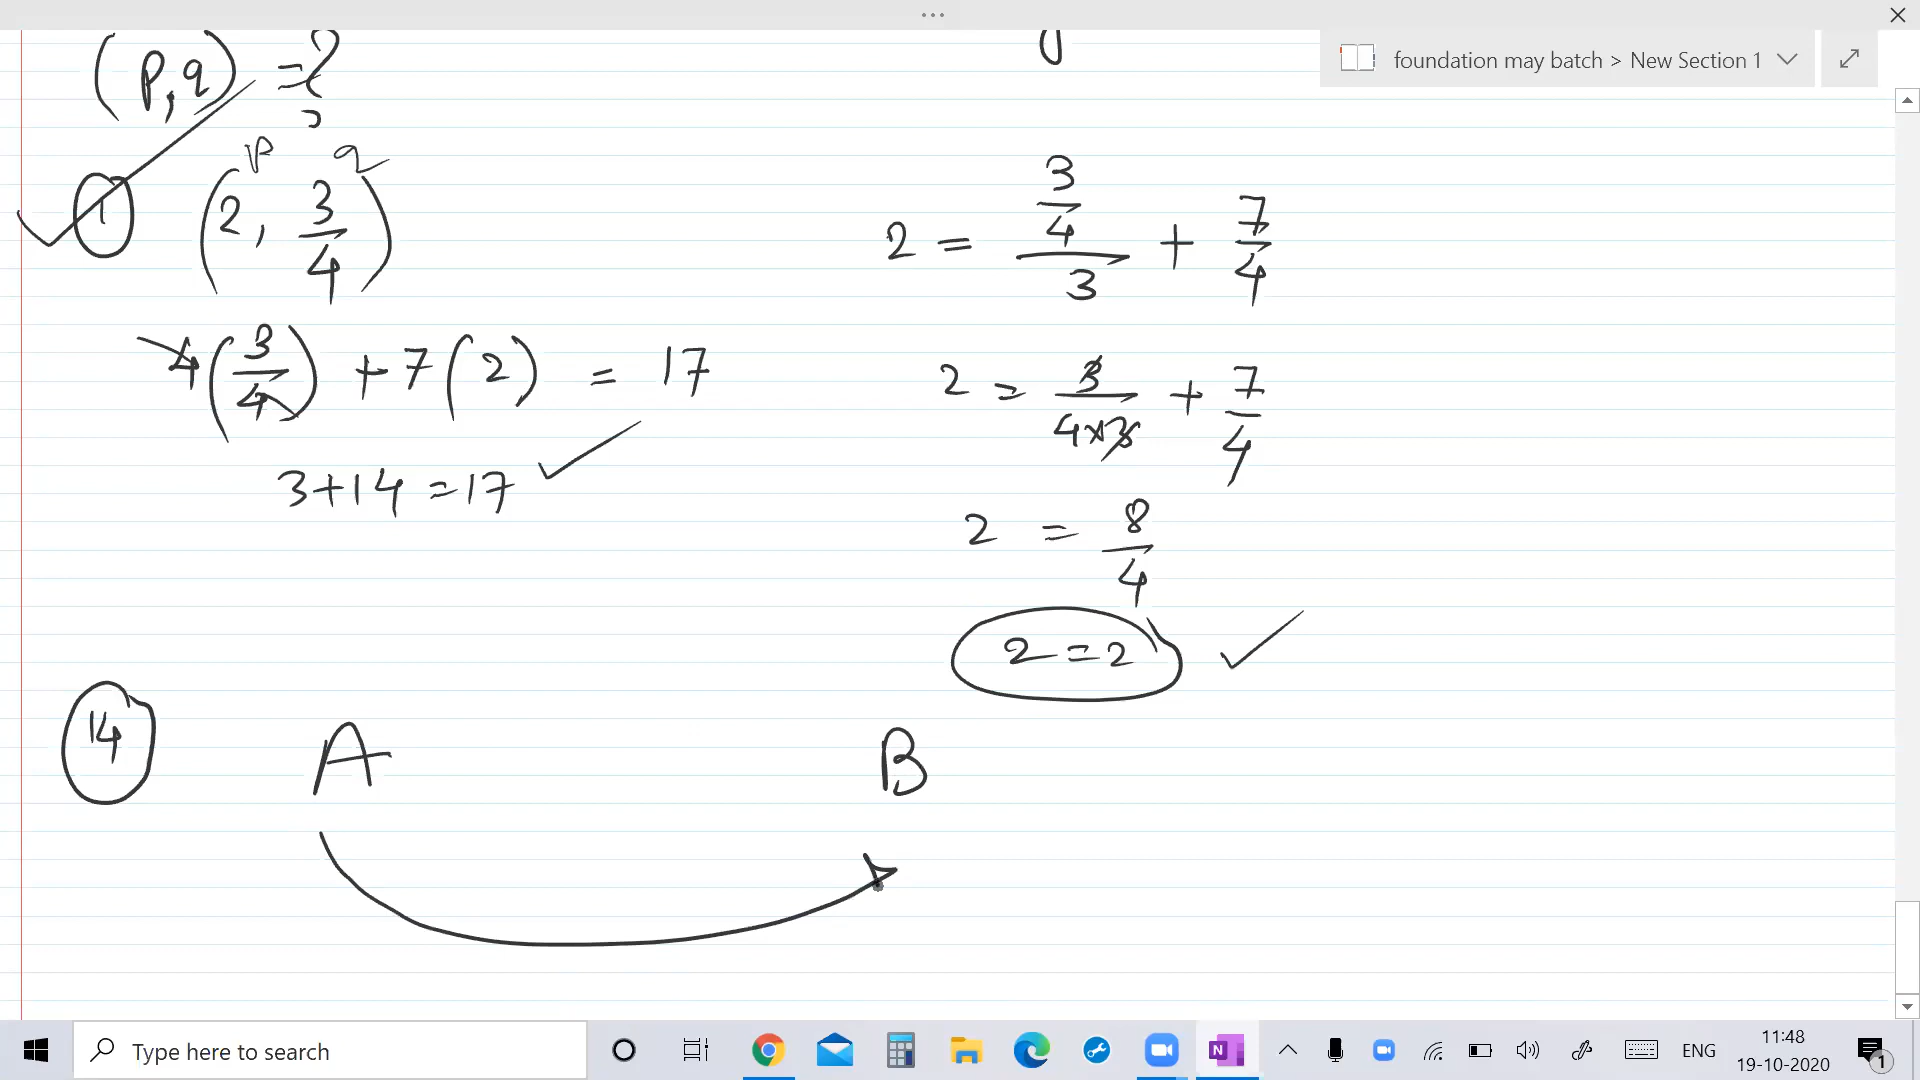 foundation may batch > New Section 1
(p,q) = ?
p q
① (2, 3/4)
4(3/4) + 7(2) = 17
3+14 = 17
2 = (3/4)/3 + 7/4
2 = 3/(4×3) + 7/4
2 = 8/4
2 = 2
14 A B
Type here to search
ENG
11:48
19-10-2020
1